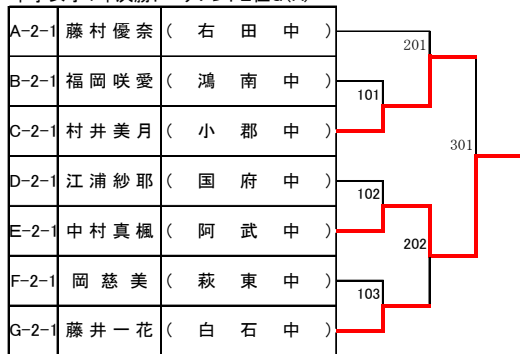 A-2-1 藤村優奈 ( 右田中 )
B-2-1 福岡咲愛 ( 鴻南中 )
C-2-1 村井美月 ( 小郡中 )
D-2-1 江浦紗耶 ( 国府中 )
E-2-1 中村真楓 ( 阿武中 )
F-2-1 岡慈美 ( 萩東中 )
G-2-1 藤井一花 ( 白石中 )
201
101
301
102
202
103